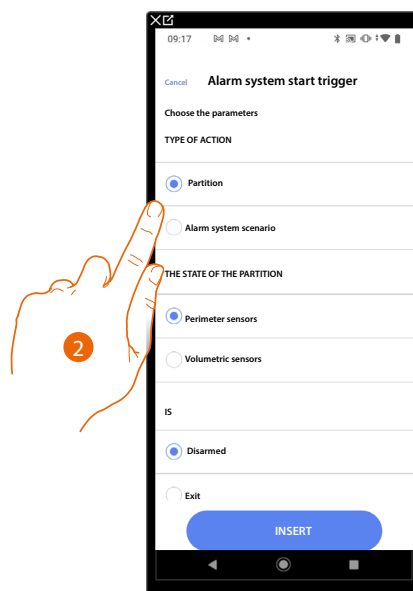 09:17
Cancel Alarm system start trigger
Choose the parameters
TYPE OF ACTION
Partition
Alarm system scenario
THE STATE OF THE PARTITION
Perimeter sensors
Volumetric sensors
IS
Disarmed
Exit
INSERT
2